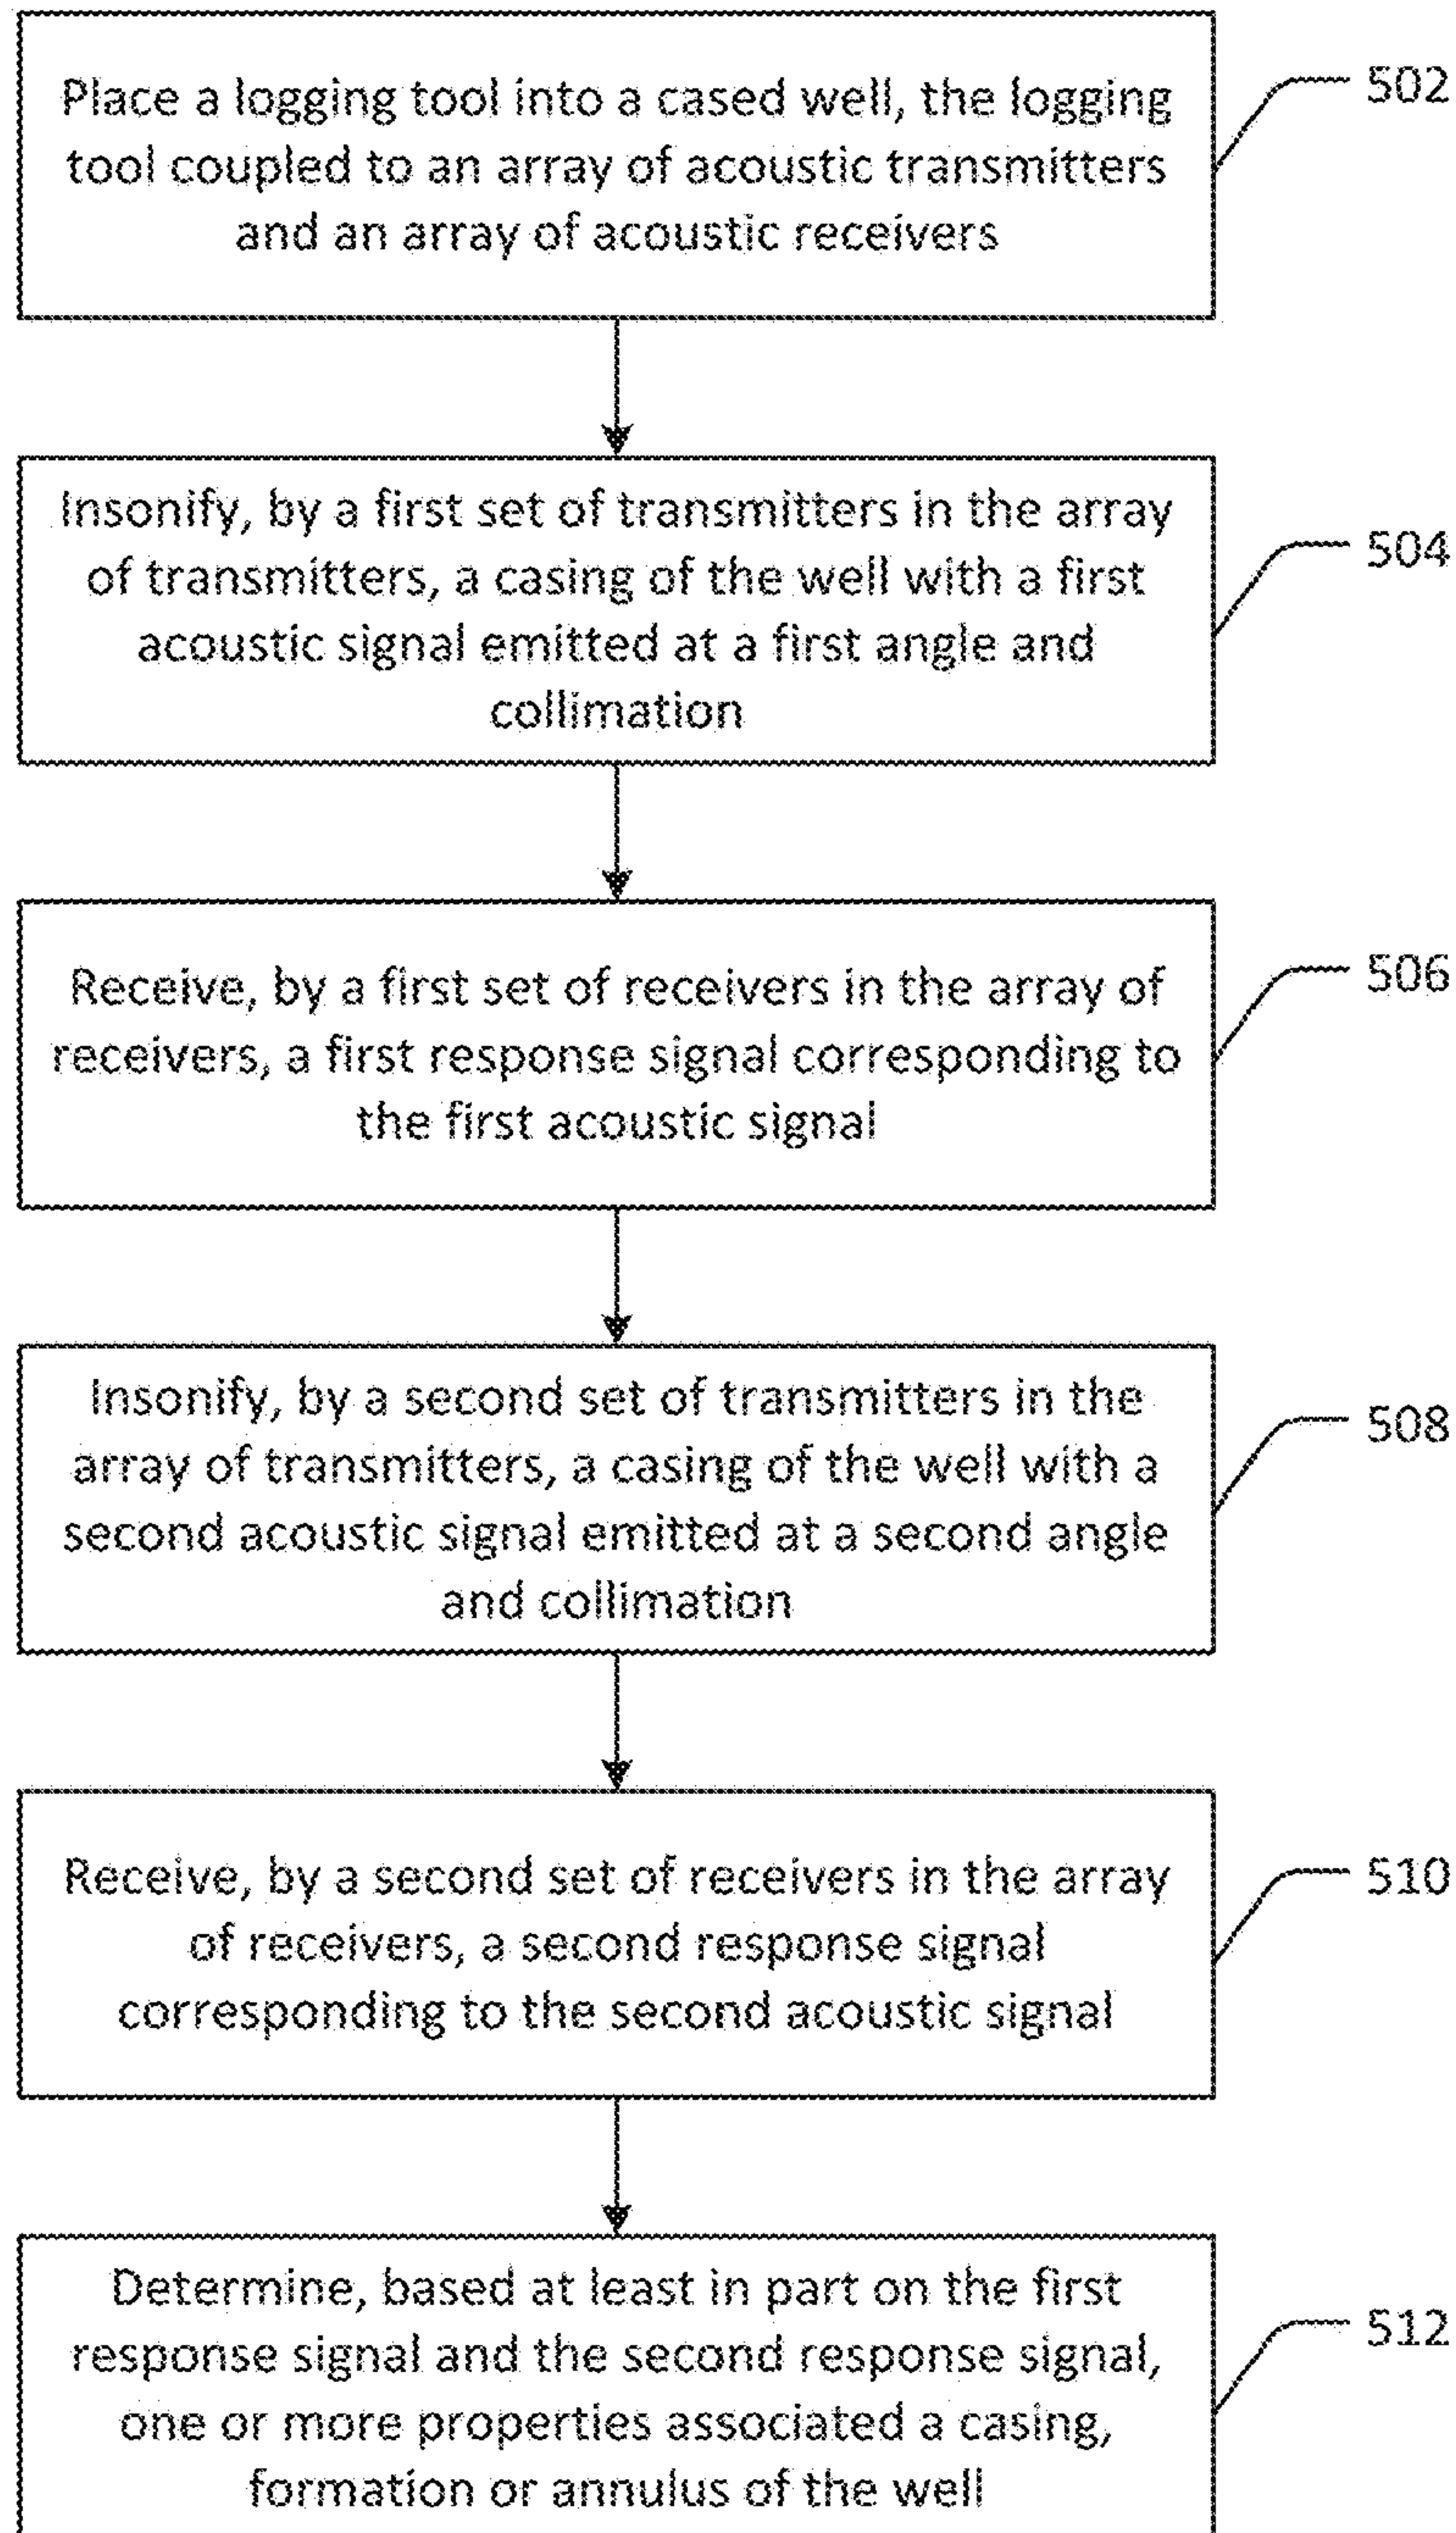 Place a logging tool into a cased well, the logging
tool coupled to an array of acoustic transmitters
and an array of acoustic receivers
502
Insonify, by a first set of transmitters in the array
of transmitters, a casing of the well with a first
acoustic signal emitted at a first angle and
collimation
504
Receive, by a first set of receivers in the array of
receivers, a first response signal corresponding to
the first acoustic signal
506
Insonify, by a second set of transmitters in the
array of transmitters, a casing of the well with a
second acoustic signal emitted at a second angle
and collimation
508
Receive, by a second set of receivers in the array
of receivers, a second response signal
corresponding to the second acoustic signal
510
Determine, based at least in part on the first
response signal and the second response signal,
one or more properties associated a casing,
formation or annulus of the well
512